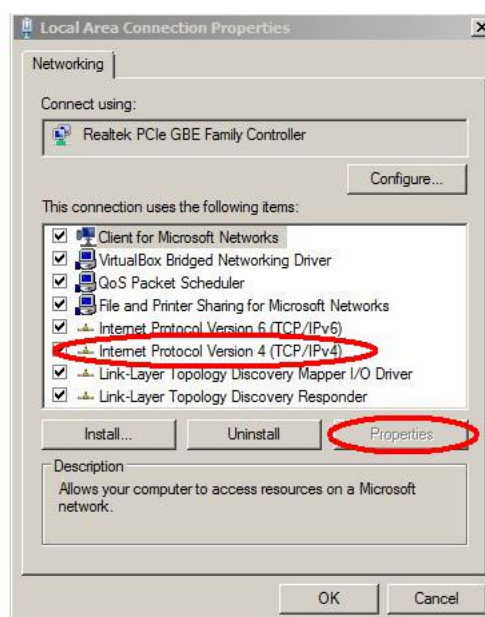 Local Area Connection Properties
Networking
Connect using:
Realtek PCIe GBE Family Controller
Configure...
This connection uses the following items:
Client for Microsoft Networks
VirtualBox Bridged Networking Driver
QoS Packet Scheduler
File and Printer Sharing for Microsoft Networks
Internet Protocol Version 6 (TCP/IPv6)
Internet Protocol Version 4 (TCP/IPv4)
Link-Layer Topology Discovery Mapper I/O Driver
Link-Layer Topology Discovery Responder
Install...
Uninstall
Properties
Description
Allows your computer to access resources on a Microsoft
network.
OK
Cancel